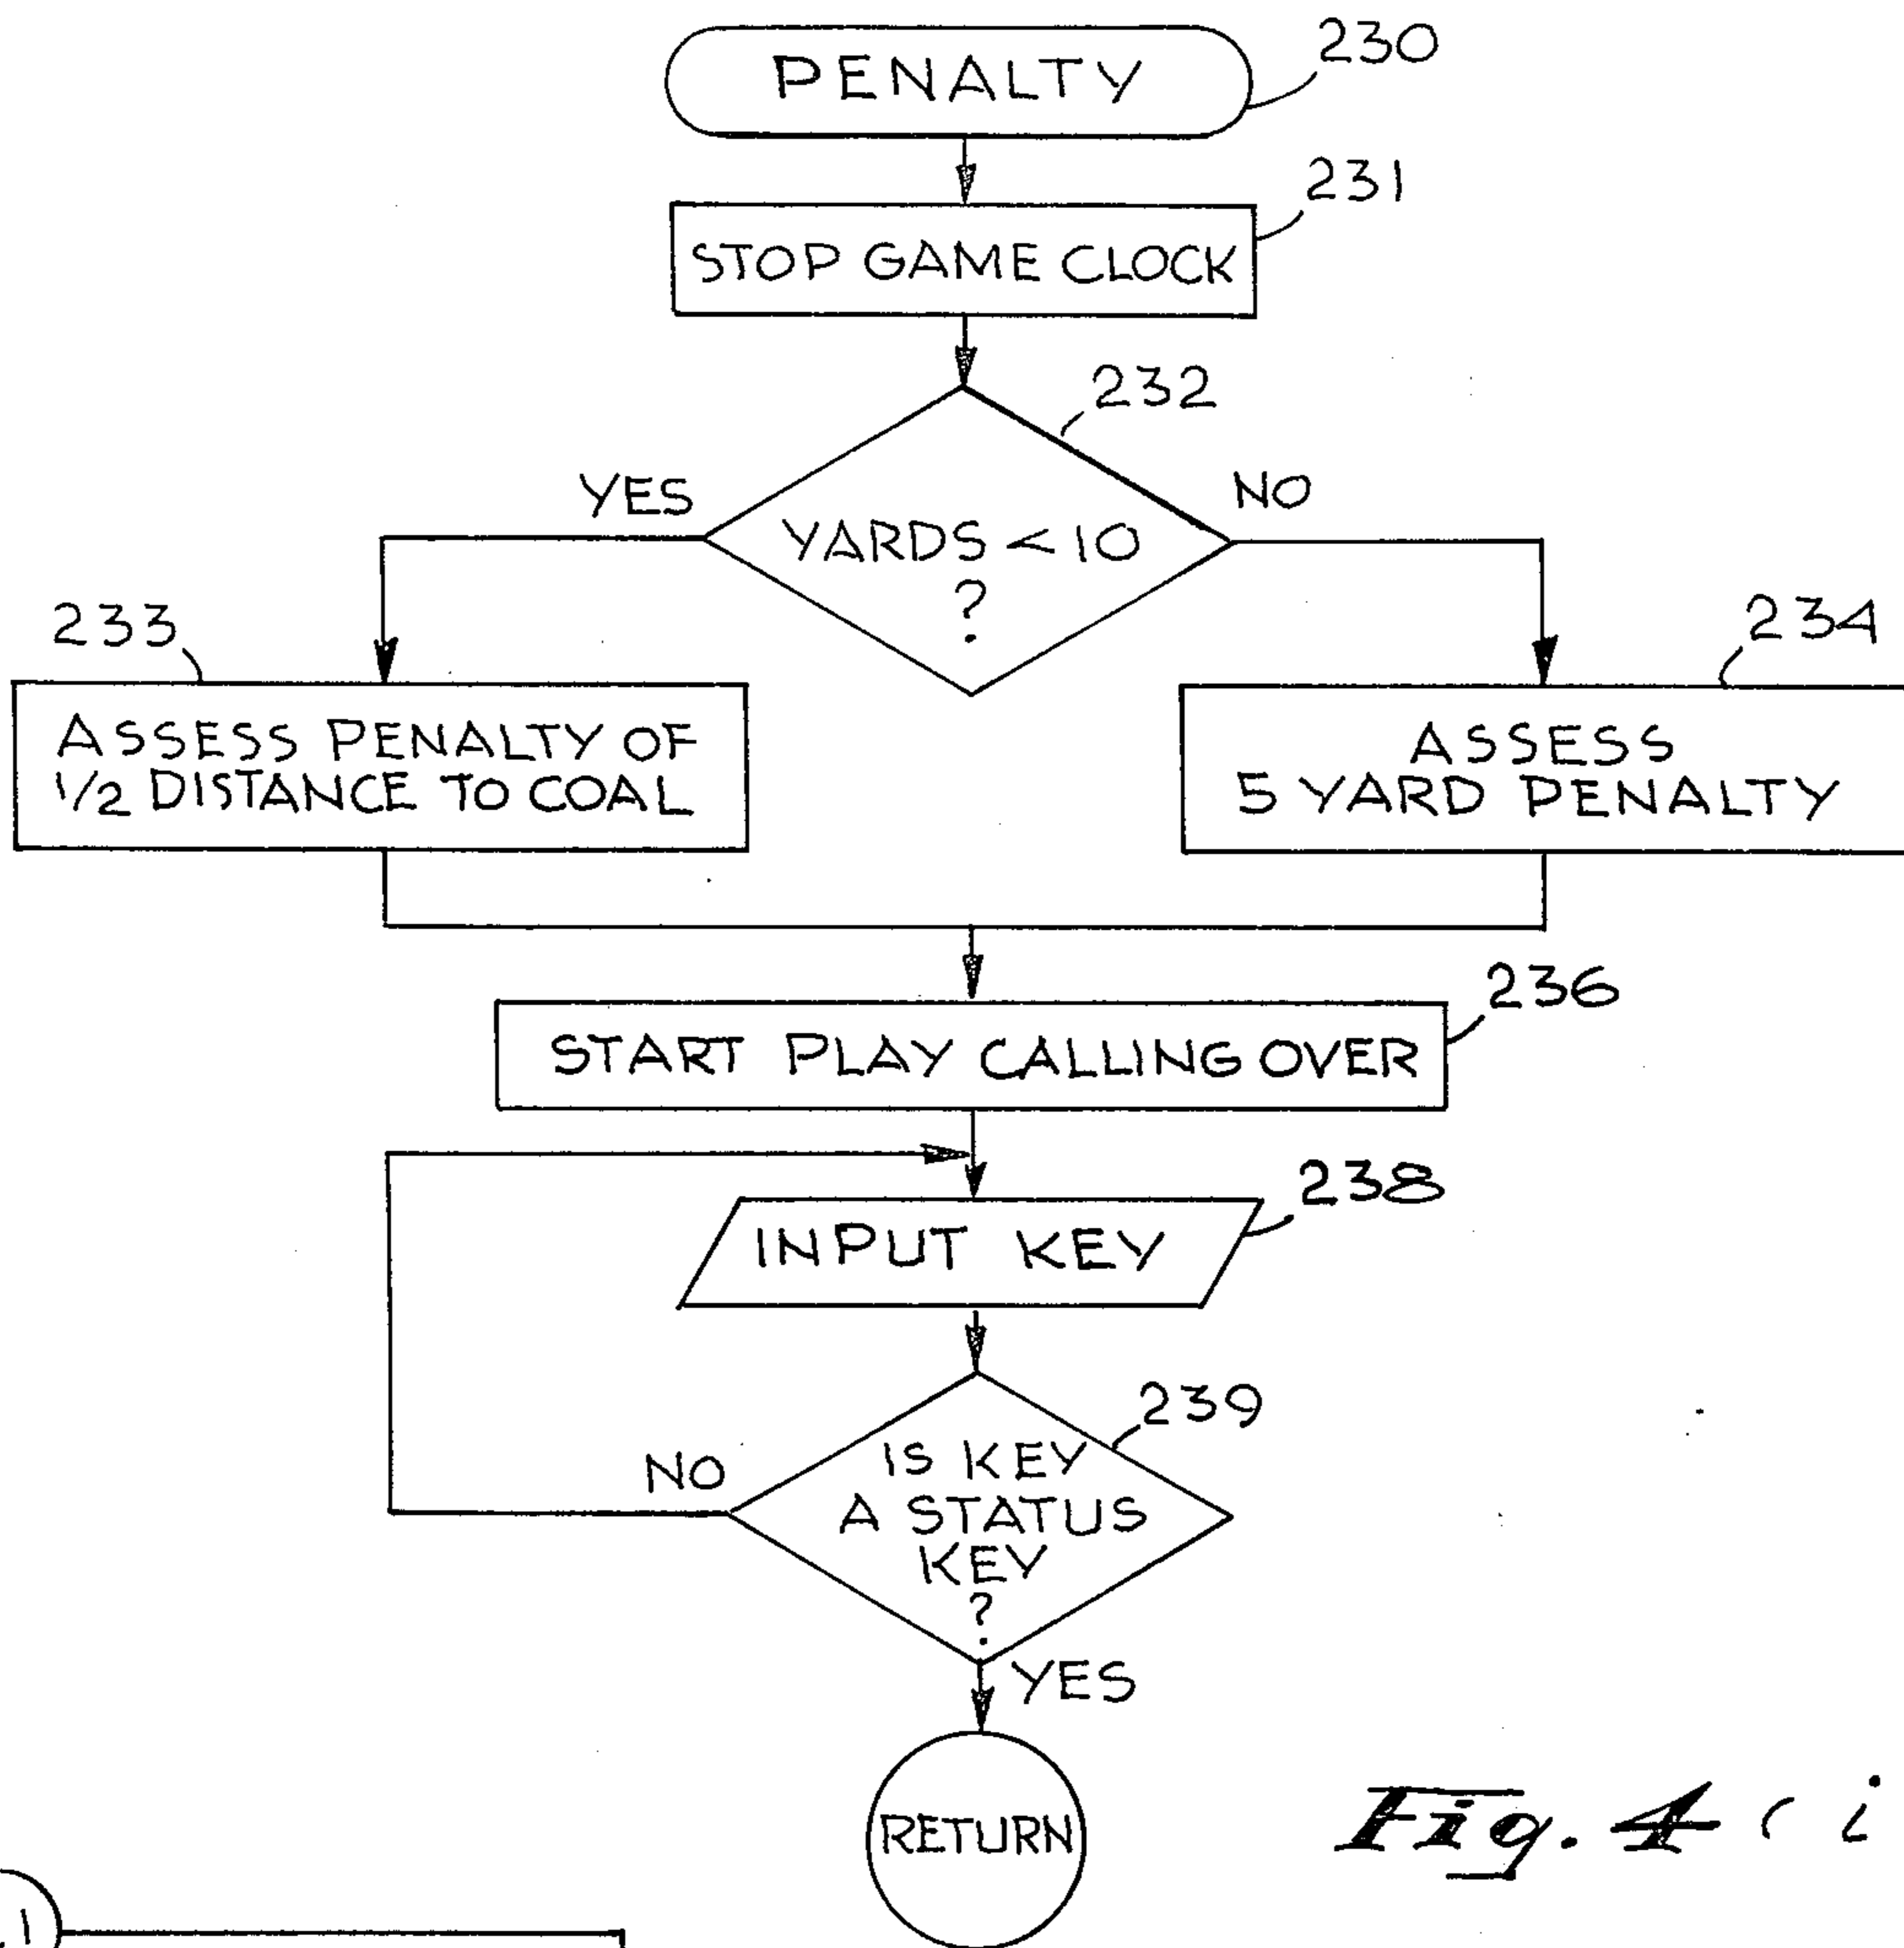 PENALTY
230
STOP GAME CLOCK
231
232
YES
NO
YARDS < 10
?
233
234
ASSESS PENALTY OF
1/2 DISTANCE TO COAL
ASSESS
5 YARD PENALTY
236
START PLAY CALLING OVER
238
INPUT KEY
239
NO
IS KEY
A STATUS
KEY
?
YES
RETURN
Fig. 4 ( i
1